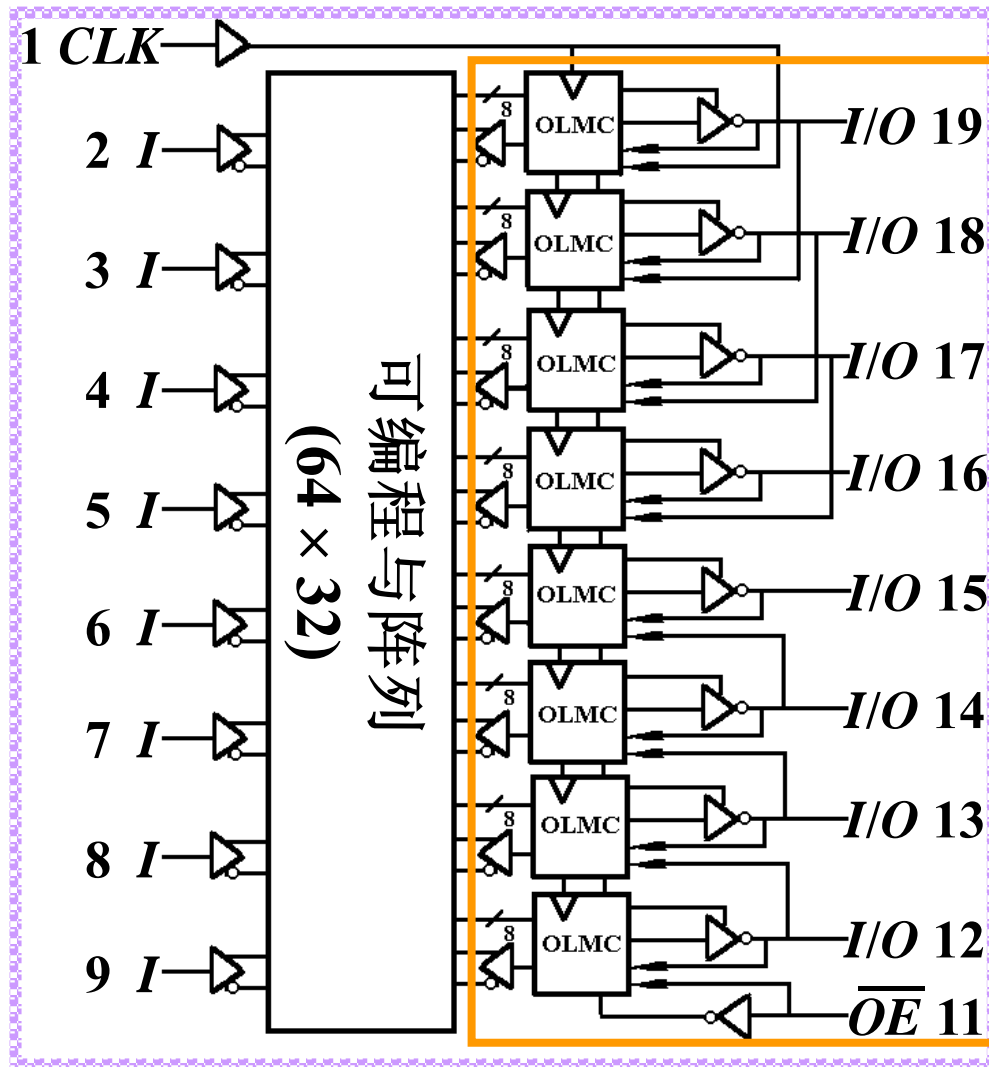 1 CLK
2 I
3 I
4 I
5 I
6 I
7 I
8 I
9 I
可编程与阵列
(64 × 32)
8
OLMC
I/O 19
8
OLMC
I/O 18
8
OLMC
I/O 17
8
OLMC
I/O 16
8
OLMC
I/O 15
8
OLMC
I/O 14
8
OLMC
I/O 13
8
OLMC
I/O 12
O̅E̅ 11